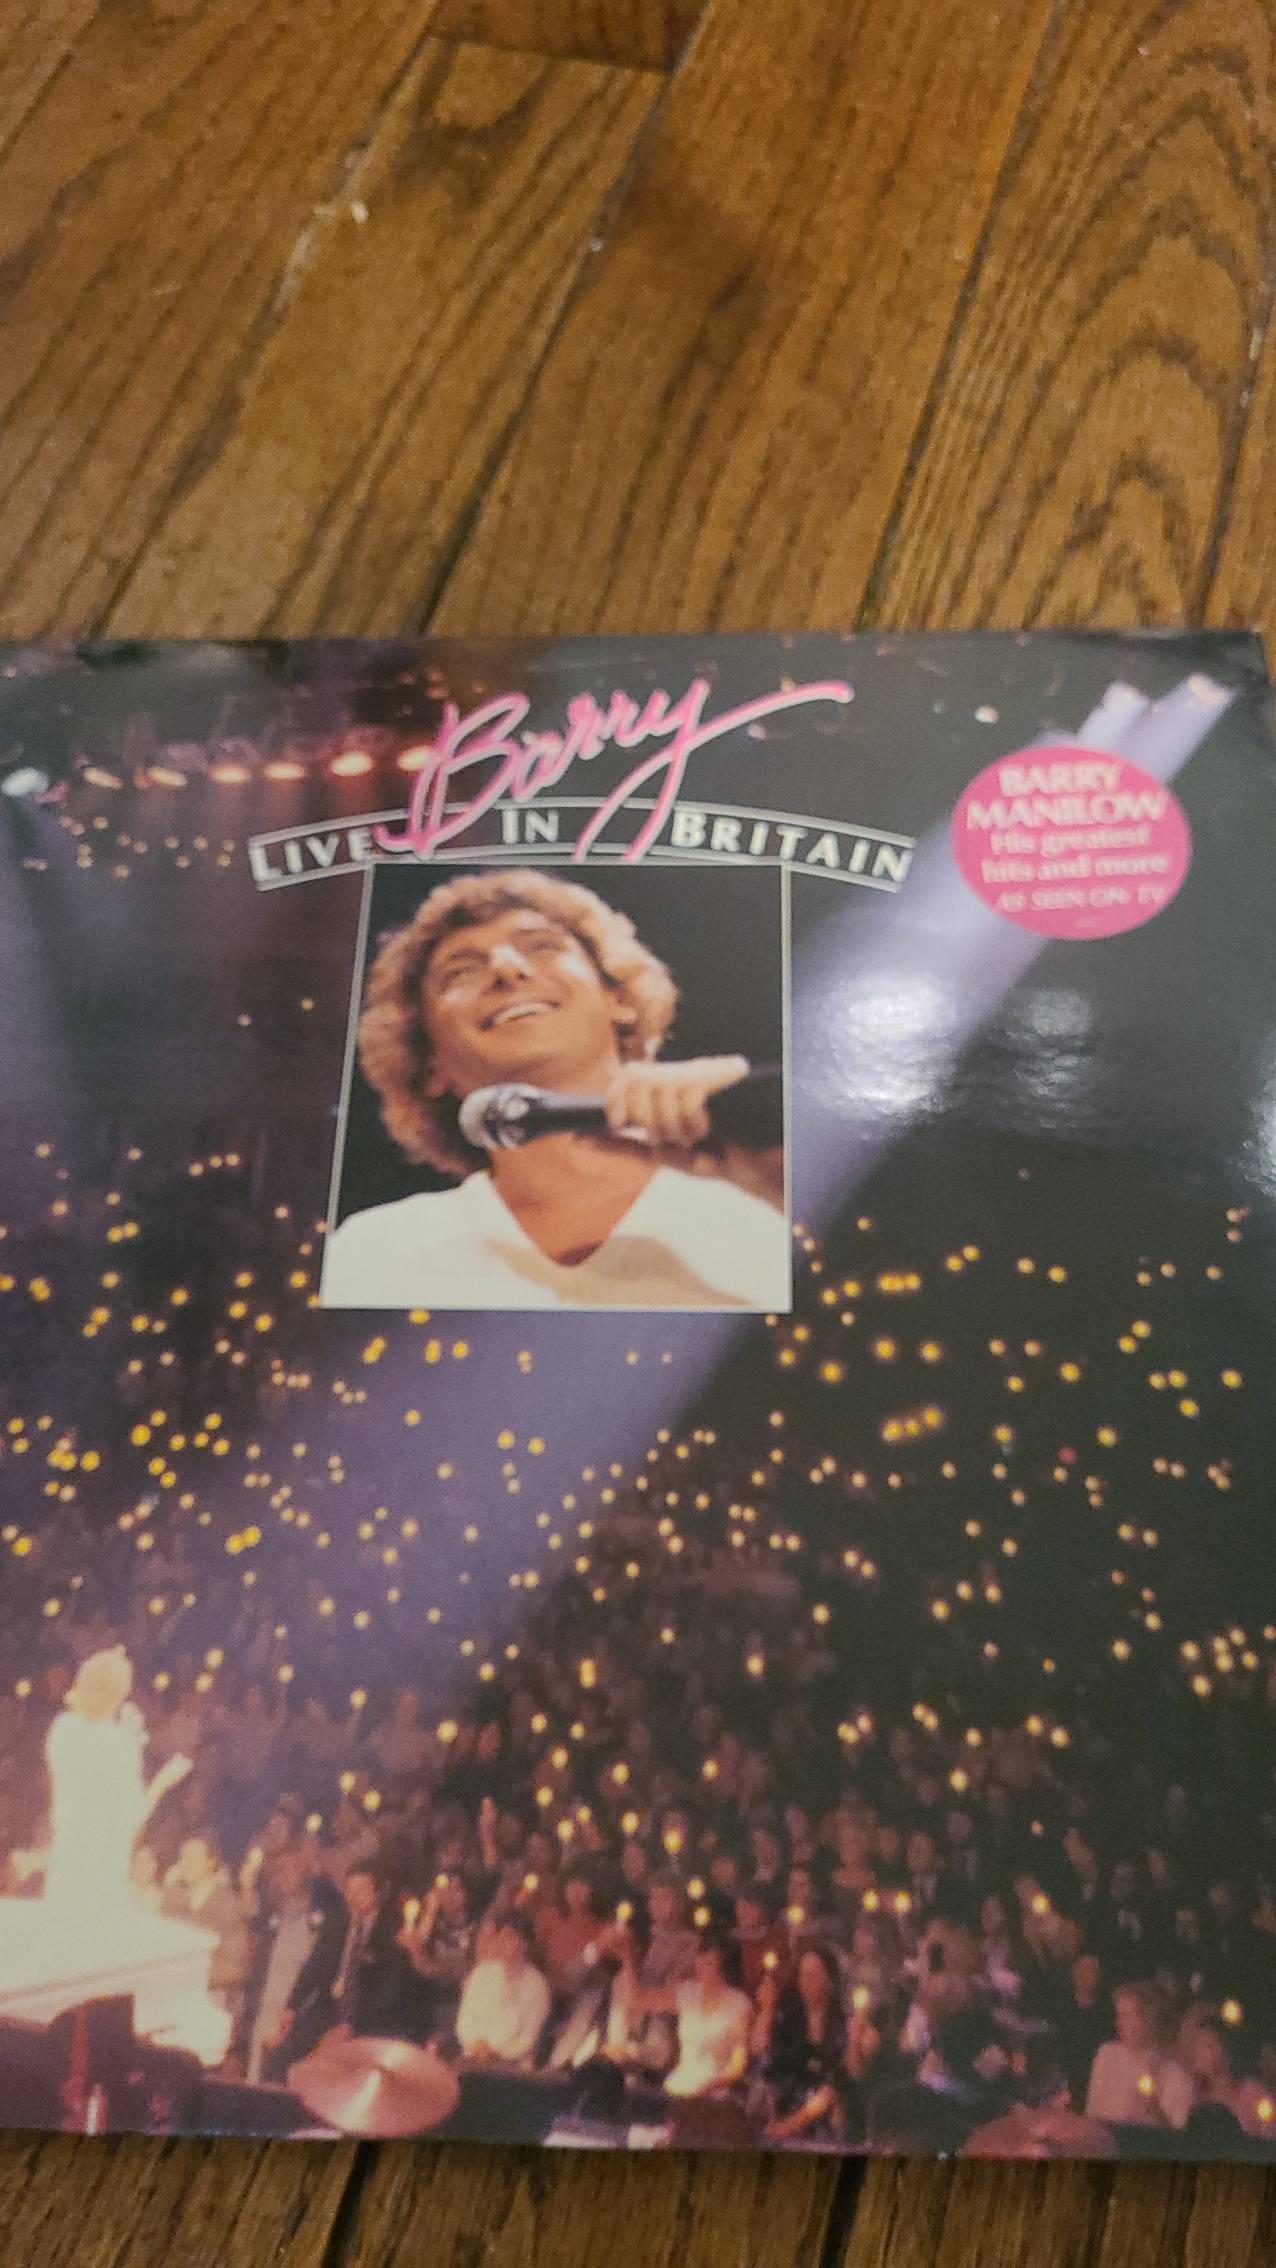 Barry
LIVE IN BRITAIN
BARRY
MANILOW
His greatest
hits and more
AS SEEN ON TV